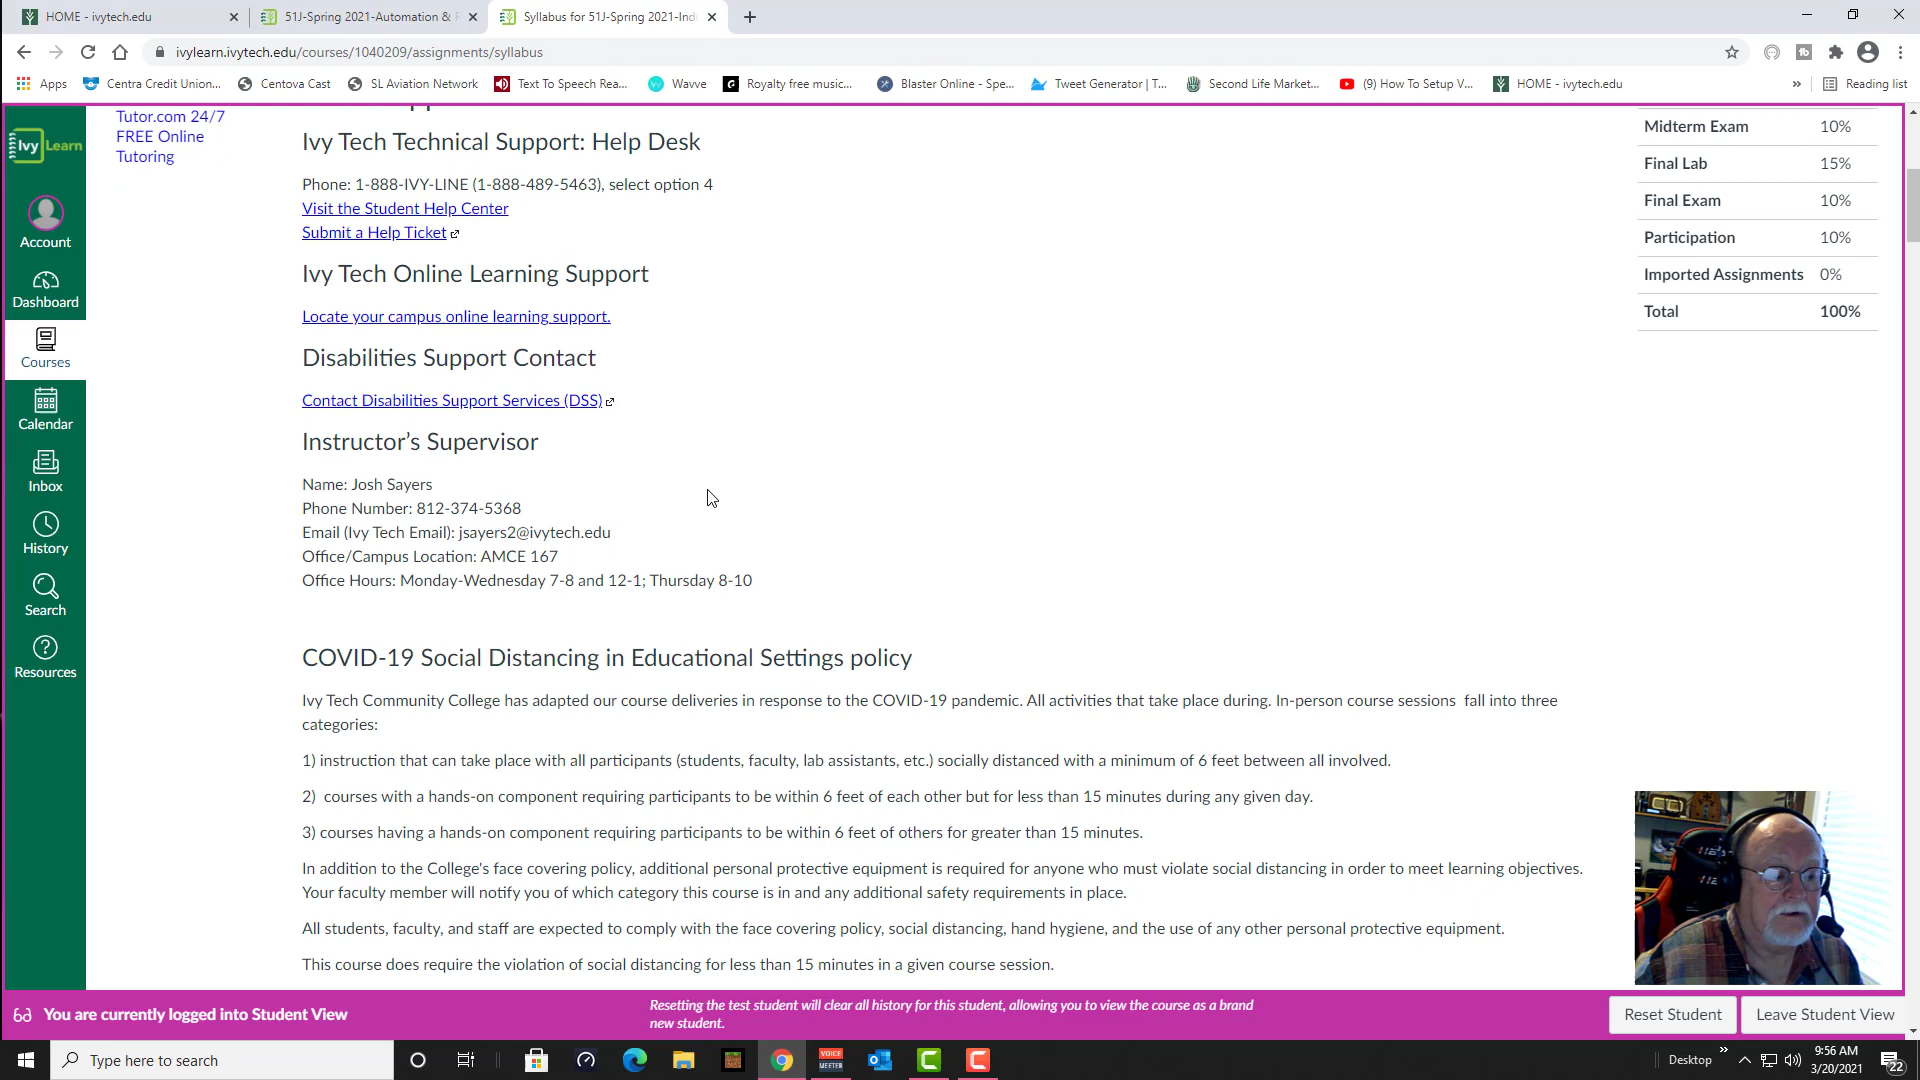 HOME - ivytech.edu
51J-Spring 2021-Automation &
Syllabus for 51J-Spring 2021-Ind
ivylearn.ivytech.edu/courses/1040209/assignments/syllabus
Apps
Centra Credit Union...
Centova Cast
SL Aviation Network
Text To Speech Rea...
Wavve
Royalty free music...
Blaster Online - Spe...
Tweet Generator | T...
Second Life Market...
(9) How To Setup V...
HOME - ivytech.edu
»
Reading list
Ivy Learn
Account
Dashboard
Courses
Calendar
Inbox
History
Search
Resources
Tutor.com 24/7
FREE Online
Tutoring
Ivy Tech Technical Support: Help Desk
Phone: 1-888-IVY-LINE (1-888-489-5463), select option 4
Visit the Student Help Center
Submit a Help Ticket
Ivy Tech Online Learning Support
Locate your campus online learning support.
Disabilities Support Contact
Contact Disabilities Support Services (DSS)
Instructor’s Supervisor
Name: Josh Sayers
Phone Number: 812-374-5368
Email (Ivy Tech Email): jsayers2@ivytech.edu
Office/Campus Location: AMCE 167
Office Hours: Monday-Wednesday 7-8 and 12-1; Thursday 8-10
COVID-19 Social Distancing in Educational Settings policy
Ivy Tech Community College has adapted our course deliveries in response to the COVID-19 pandemic. All activities that take place during. In-person course sessions fall into three
categories:
1) instruction that can take place with all participants (students, faculty, lab assistants, etc.) socially distanced with a minimum of 6 feet between all involved.
2) courses with a hands-on component requiring participants to be within 6 feet of each other but for less than 15 minutes during any given day.
3) courses having a hands-on component requiring participants to be within 6 feet of others for greater than 15 minutes.
In addition to the College's face covering policy, additional personal protective equipment is required for anyone who must violate social distancing in order to meet learning objectives.
Your faculty member will notify you of which category this course is in and any additional safety requirements in place.
All students, faculty, and staff are expected to comply with the face covering policy, social distancing, hand hygiene, and the use of any other personal protective equipment.
This course does require the violation of social distancing for less than 15 minutes in a given course session.
Midterm Exam 10%
Final Lab 15%
Final Exam 10%
Participation 10%
Imported Assignments 0%
Total 100%
You are currently logged into Student View
Resetting the test student will clear all history for this student, allowing you to view the course as a brand
new student.
Reset Student
Leave Student View
Type here to search
VOICE
MEETER
Desktop
»
9:56 AM
3/20/2021
22